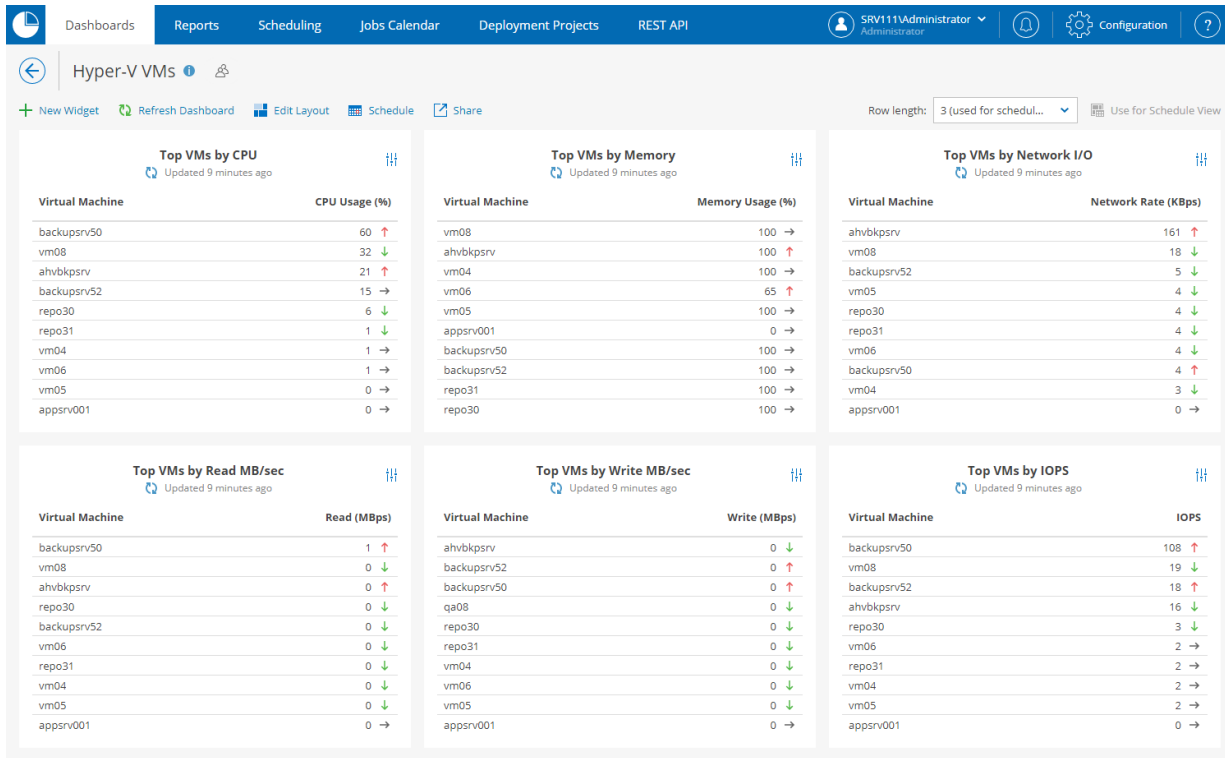 Dashboards Reports Scheduling Jobs Calendar Deployment Projects REST API SRV111\Administrator Configuration ?
Administrator
Hyper-V VMs
New Widget Refresh Dashboard Edit Layout Schedule Share Row length: 3 (used for schedul... Use for Schedule View
Top VMs by CPU
Updated 9 minutes ago
Virtual Machine CPU Usage (%)
backupsrv50 60 ↑
vm08 32 ↓
ahvbkpsrv 21 ↑
backupsrv52 15 →
repo30 6 ↓
repo31 1 ↓
vm04 1 →
vm06 1 →
vm05 0 →
appsrv001 0 →
Top VMs by Memory
Updated 9 minutes ago
Virtual Machine Memory Usage (%)
vm08 100 →
ahvbkpsrv 100 ↑
vm04 100 →
vm06 65 ↑
vm05 100 →
appsrv001 0 →
backupsrv50 100 →
backupsrv52 100 →
repo31 100 →
repo30 100 →
Top VMs by Network I/O
Updated 9 minutes ago
Virtual Machine Network Rate (KBps)
ahvbkpsrv 161 ↑
vm08 18 ↓
backupsrv52 5 ↓
vm05 4 ↓
repo30 4 ↓
repo31 4 ↓
vm06 4 ↓
backupsrv50 4 ↑
vm04 3 ↓
appsrv001 0 →
Top VMs by Read MB/sec
Updated 9 minutes ago
Virtual Machine Read (MBps)
backupsrv50 1 ↑
vm08 0 ↓
ahvbkpsrv 0 ↑
repo30 0 ↓
backupsrv52 0 ↓
vm06 0 ↓
repo31 0 ↓
vm04 0 ↓
vm05 0 ↓
appsrv001 0 →
Top VMs by Write MB/sec
Updated 9 minutes ago
Virtual Machine Write (MBps)
ahvbkpsrv 0 ↓
backupsrv52 0 ↑
backupsrv50 0 ↑
qa08 0 ↓
repo30 0 ↓
repo31 0 ↓
vm04 0 ↓
vm06 0 ↓
vm05 0 ↓
appsrv001 0 →
Top VMs by IOPS
Updated 9 minutes ago
Virtual Machine IOPS
backupsrv50 108 ↑
vm08 19 ↓
backupsrv52 18 ↑
ahvbkpsrv 16 ↓
repo30 3 ↓
vm06 2 →
repo31 2 →
vm04 2 →
vm05 2 →
appsrv001 0 →